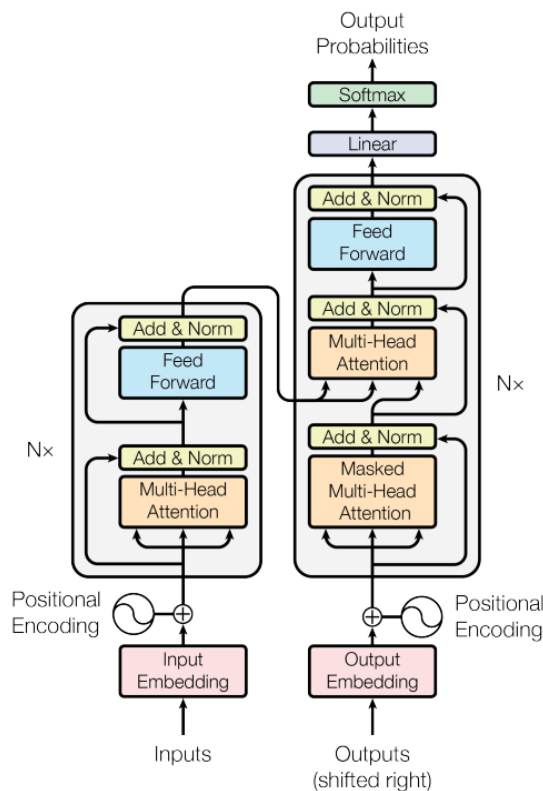 Output
Probabilities
Softmax
Linear
Add & Norm
Feed
Forward
Add & Norm
Multi-Head
Attention
Add & Norm
Masked
Multi-Head
Attention
N×
Add & Norm
Feed
Forward
Add & Norm
Multi-Head
Attention
N×
Positional
Encoding
Positional
Encoding
Input
Embedding
Output
Embedding
Inputs
Outputs
(shifted right)